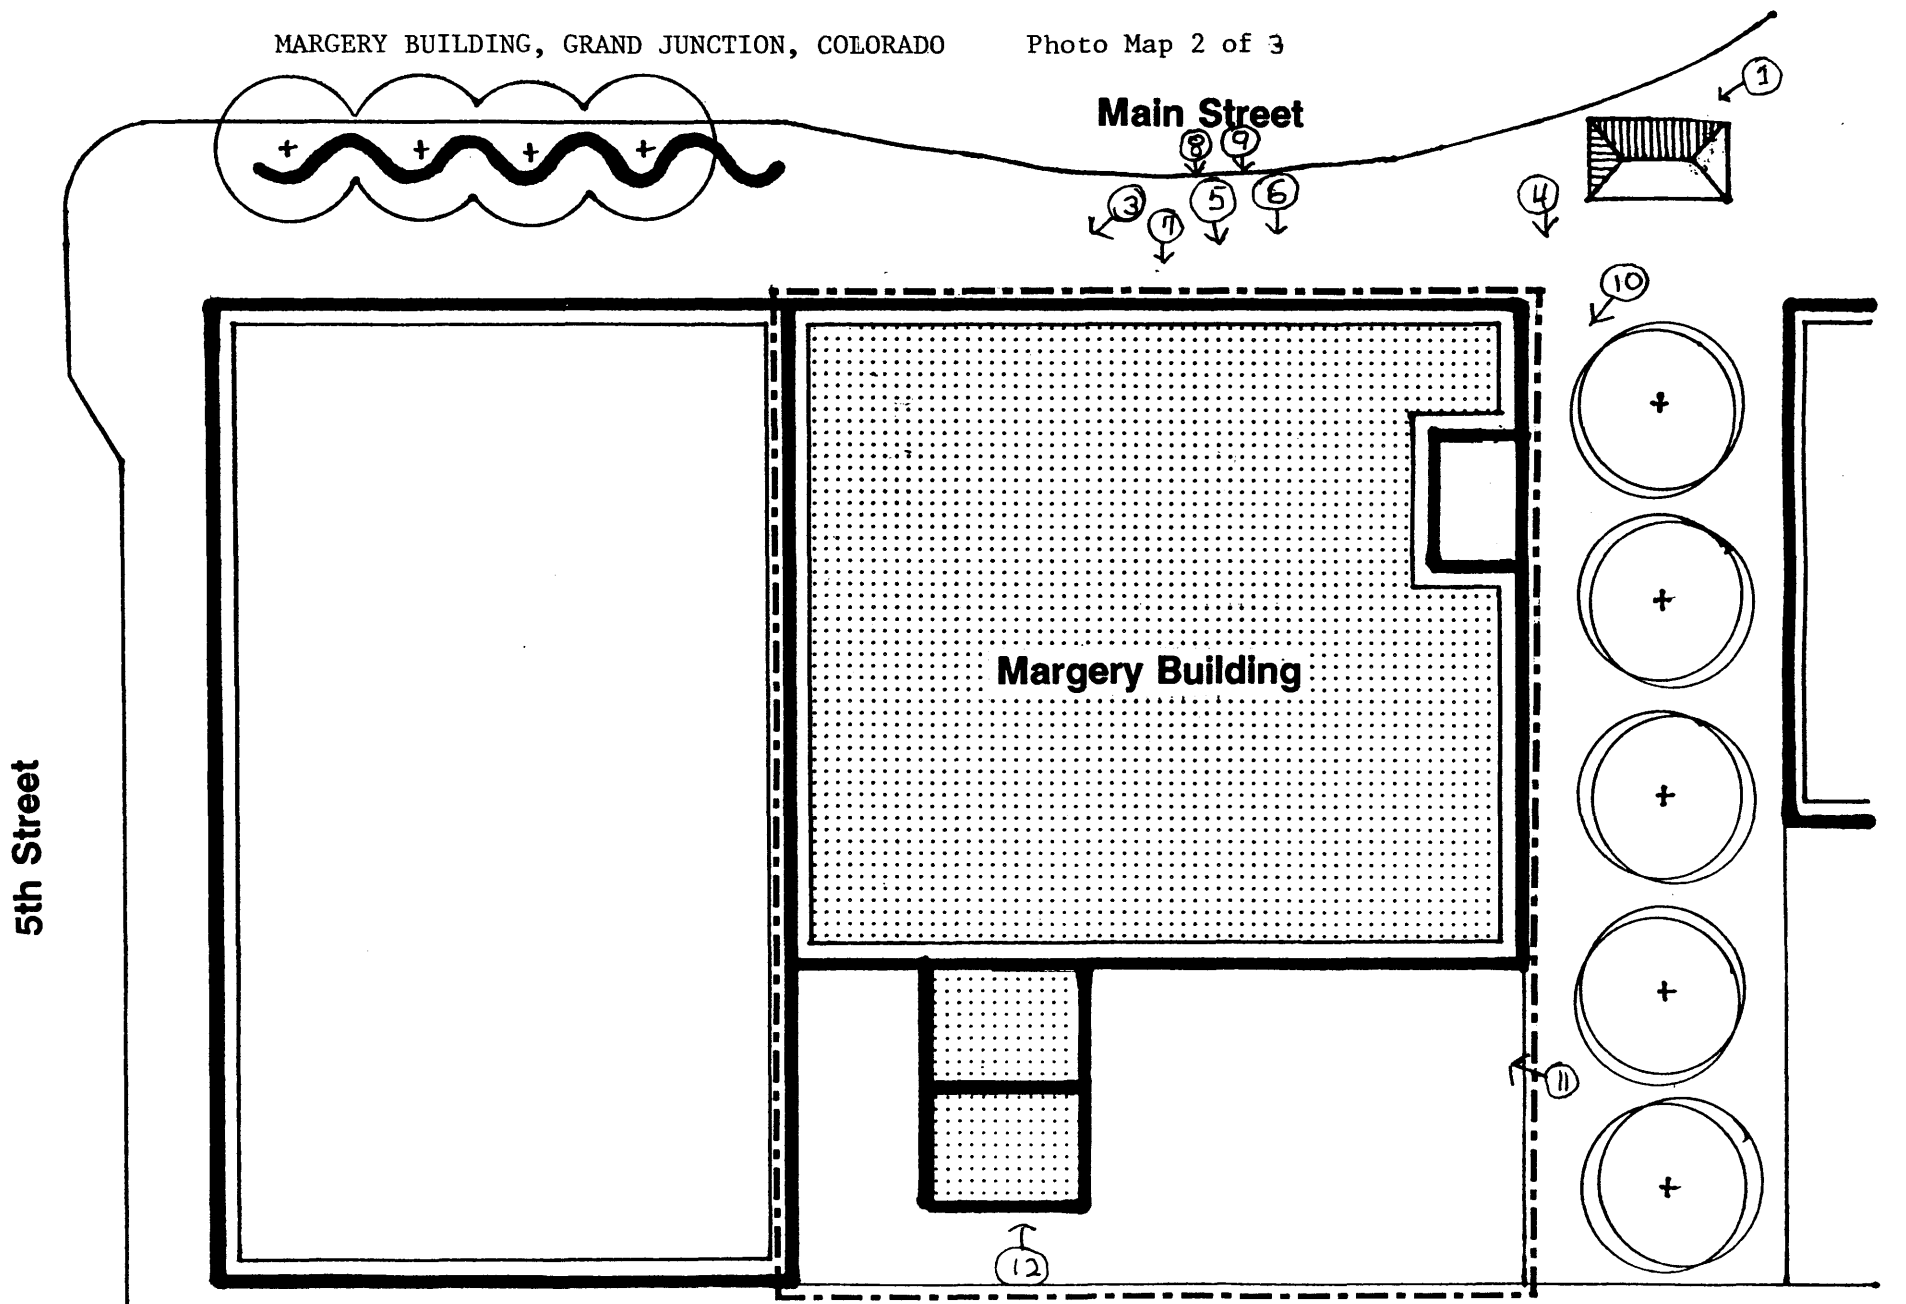 MARGERY BUILDING, GRAND JUNCTION, COLORADO Photo Map 2 of 3
1
Main Street
8 9
3 7 5 6 4
10
Margery Building
5th Street
11
12